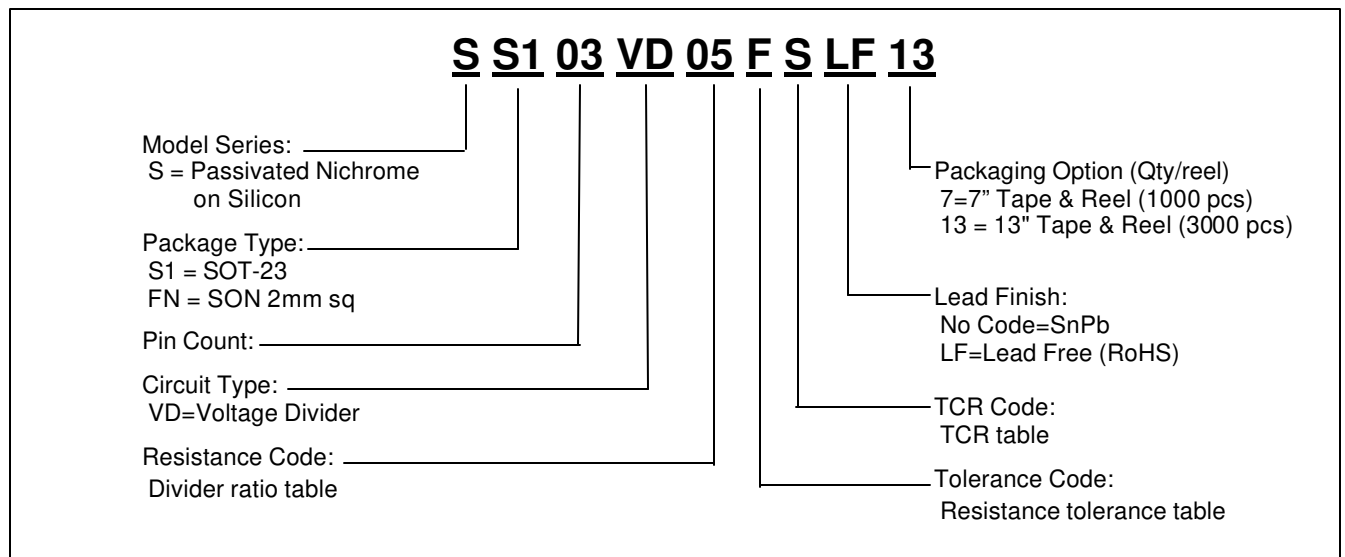 S S1 03 VD 05 F S LF 13
Model Series:
S = Passivated Nichrome
on Silicon
Package Type:
S1 = SOT-23
FN = SON 2mm sq
Pin Count:
Circuit Type:
VD=Voltage Divider
Resistance Code:
Divider ratio table
Packaging Option (Qty/reel)
7=7” Tape & Reel (1000 pcs)
13 = 13" Tape & Reel (3000 pcs)
Lead Finish:
No Code=SnPb
LF=Lead Free (RoHS)
TCR Code:
TCR table
Tolerance Code:
Resistance tolerance table